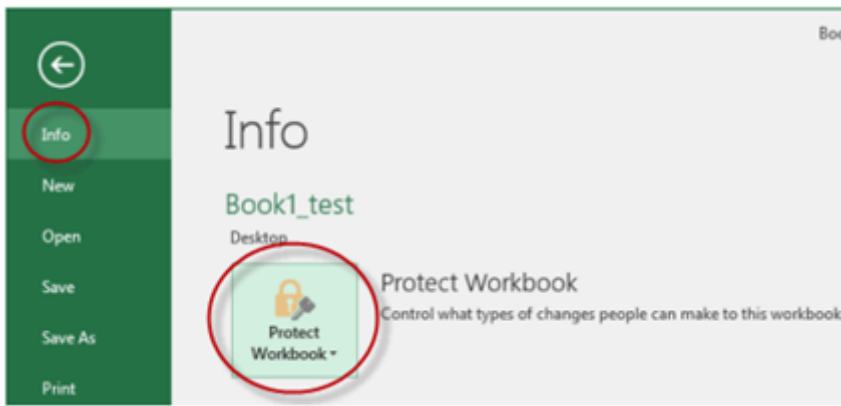 Info
New
Open
Save
Save As
Print
Info
Book1_test
Desktop
Protect
Workbook
Protect Workbook
Control what types of changes people can make to this workbook